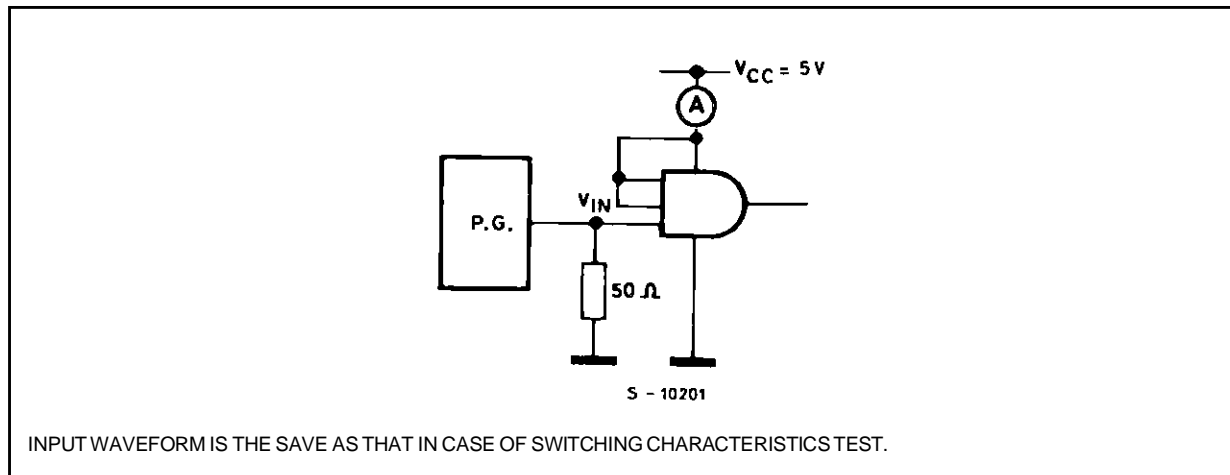 V_CC = 5 V
A
V_IN
P.G.
50 Ω
S - 10201
INPUT WAVEFORM IS THE SAVE AS THAT IN CASE OF SWITCHING CHARACTERISTICS TEST.